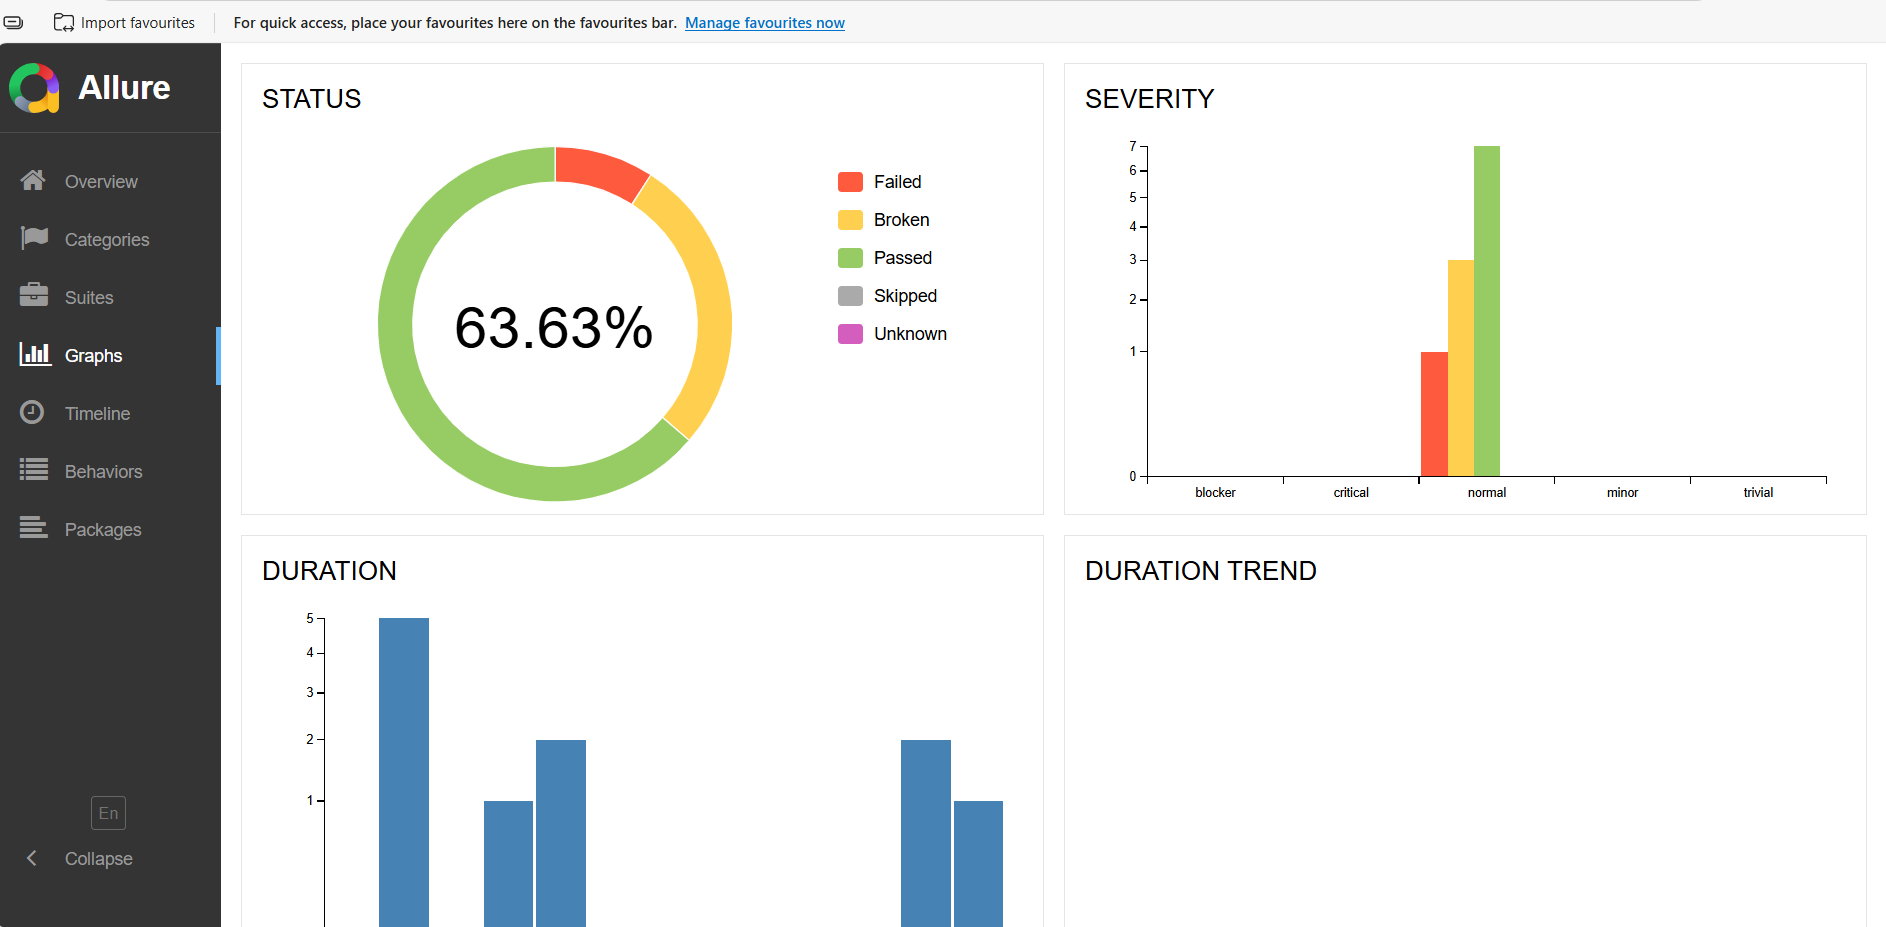 Import favourites
For quick access, place your favourites here on the favourites bar. Manage favourites now
Allure
Overview
Categories
Suites
Graphs
Timeline
Behaviors
Packages
En
Collapse
STATUS
63.63%
Failed
Broken
Passed
Skipped
Unknown
SEVERITY
7
6
5
4
3
2
1
0
blocker critical normal minor trivial
DURATION
5
4
3
2
1
DURATION TREND